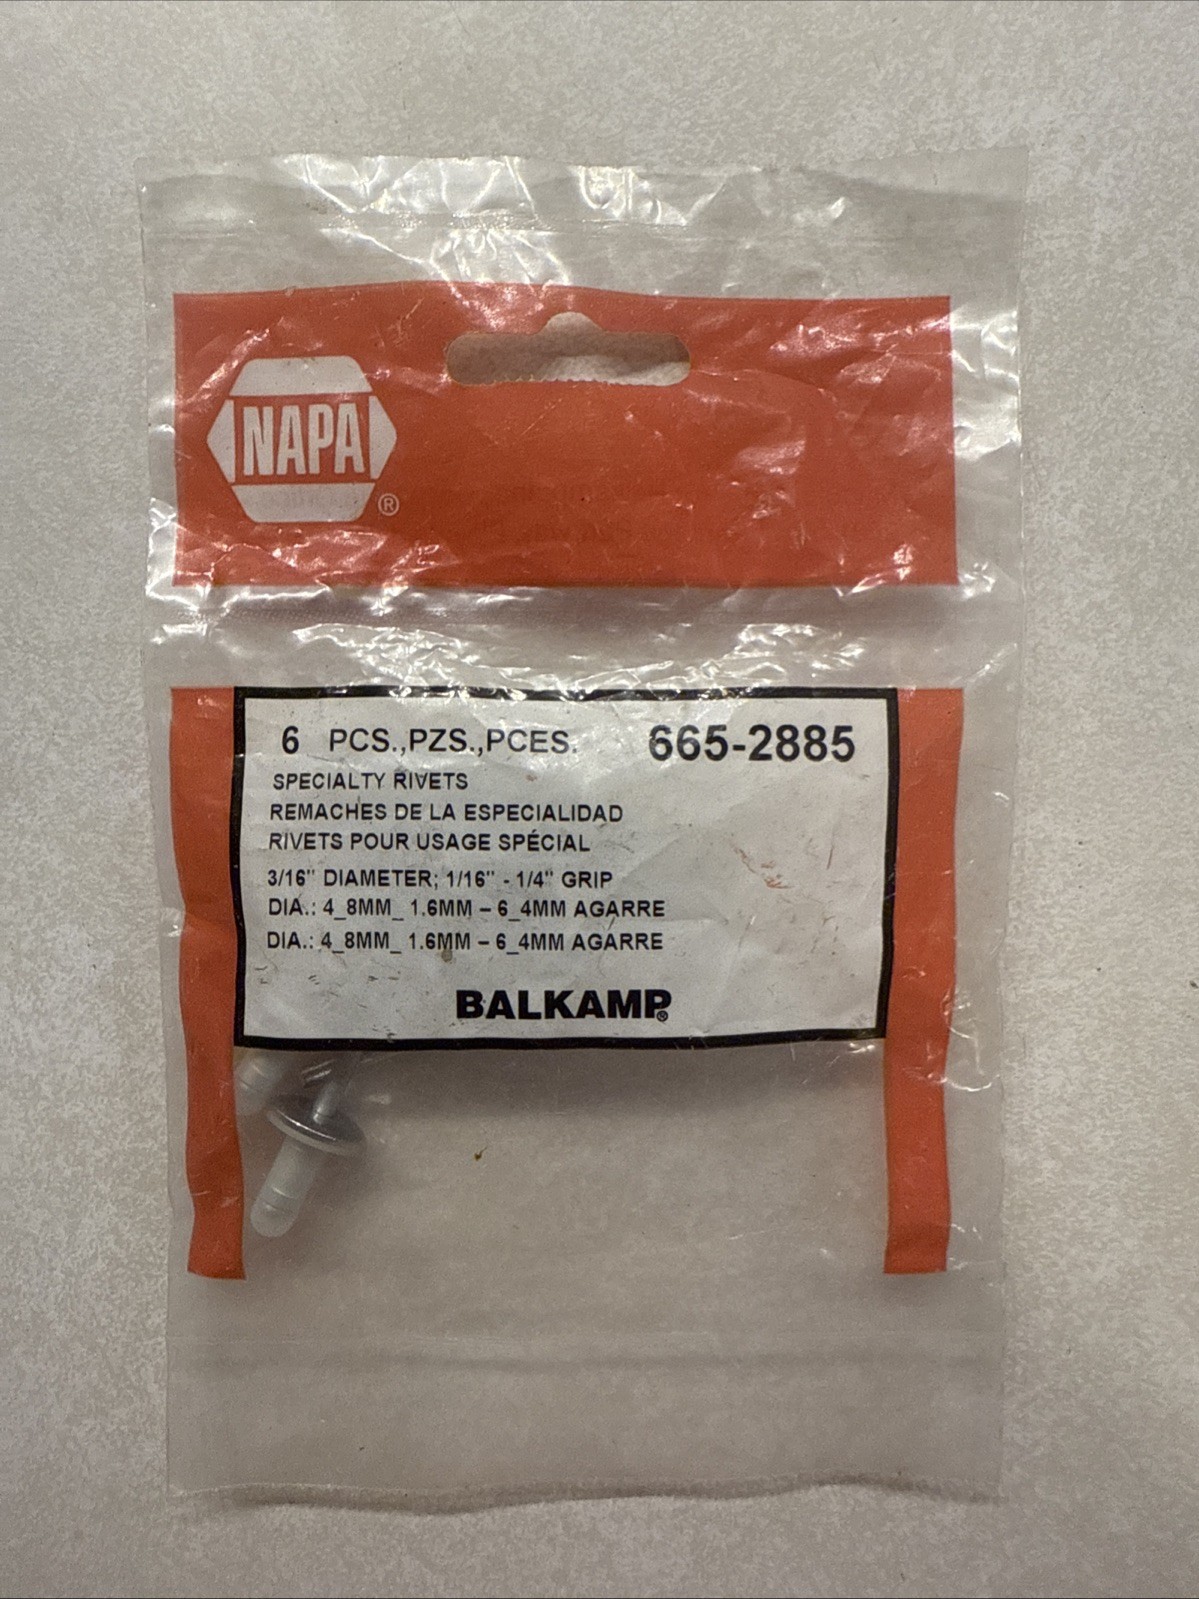 NAPA
®
6 PCS.,PZS.,PCES. 665-2885
SPECIALTY RIVETS
REMACHES DE LA ESPECIALIDAD
RIVETS POUR USAGE SPÉCIAL
3/16" DIAMETER; 1/16" - 1/4" GRIP
DIA.: 4_8MM_ 1.6MM – 6_4MM AGARRE
DIA.: 4_8MM_ 1.6MM – 6_4MM AGARRE
BALKAMP®